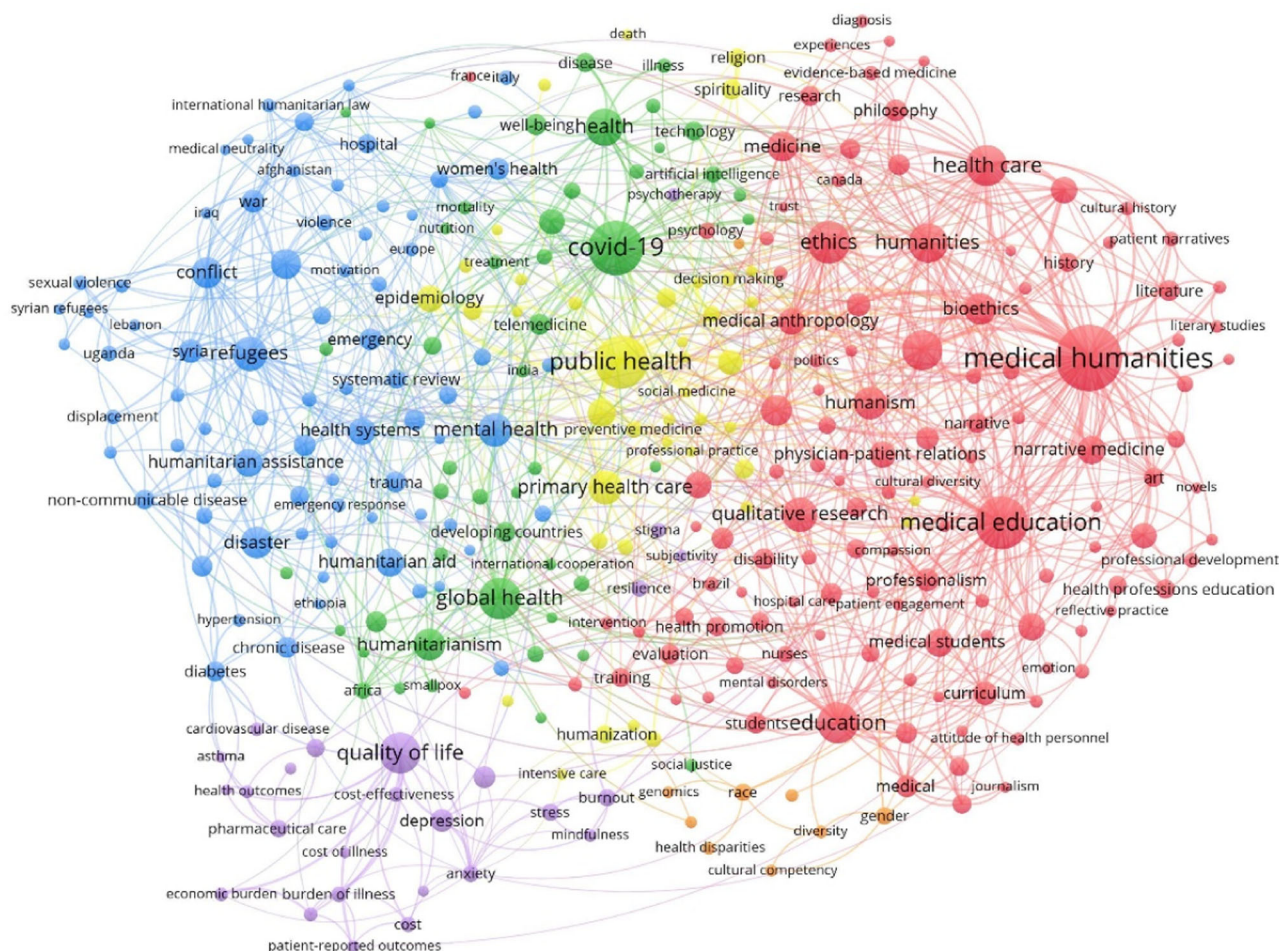 diagnosis
death
experiences
disease
illness
religion
evidence-based medicine
france
italy
spirituality
research
international humanitarian law
philosophy
well-being
health
technology
medicine
medical neutrality
hospital
health care
afghanistan
women's health
artificial intelligence
canada
psychotherapy
war
mortality
trust
cultural history
iraq
violence
nutrition
psychology
europe
covid-19
ethics
humanities
patient narratives
treatment
history
conflict
motivation
decision making
sexual violence
literature
epidemiology
syrian refugees
bioethics
lebanon
telemedicine
medical anthropology
literary studies
uganda
syria
refugees
emergency
public health
politics
medical humanities
india
systematic review
social medicine
humanism
displacement
health systems
mental health
preventive medicine
narrative
professional practice
physician-patient relations
narrative medicine
humanitarian assistance
trauma
primary health care
cultural diversity
art
novels
non-communicable disease
emergency response
qualitative research
medical education
stigma
developing countries
disaster
subjectivity
compassion
disability
professional development
humanitarian aid
international cooperation
resilience
brazil
professionalism
health professions education
ethiopia
global health
hospital care
patient engagement
reflective practice
hypertension
intervention
health promotion
chronic disease
humanitarianism
medical students
evaluation
nurses
diabetes
emotion
training
mental disorders
africa
smallpox
curriculum
cardiovascular disease
students
education
humanization
attitude of health personnel
asthma
quality of life
social justice
intensive care
health outcomes
cost-effectiveness
genomics
race
medical
journalism
burnout
stress
gender
pharmaceutical care
depression
mindfulness
diversity
cost of illness
health disparities
anxiety
cultural competency
economic burden
burden of illness
cost
patient-reported outcomes